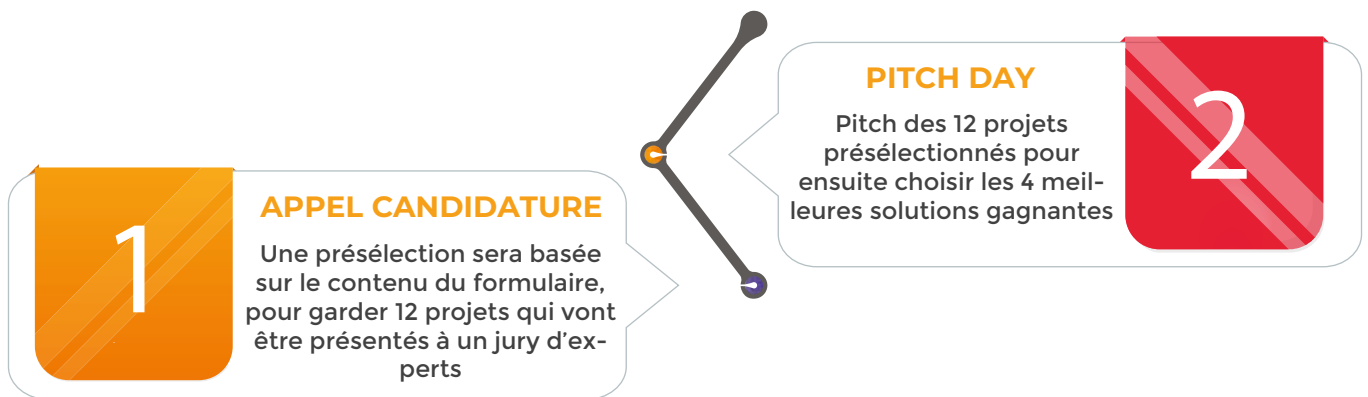 1
APPEL CANDIDATURE
Une présélection sera basée
sur le contenu du formulaire,
pour garder 12 projets qui vont
être présentés à un jury d'ex-
perts
PITCH DAY
Pitch des 12 projets
présélectionnés pour
ensuite choisir les 4 meil-
leures solutions gagnantes
2